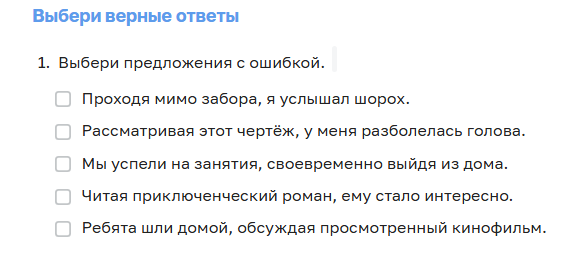 Выбери верные ответы
1. Выбери предложения с ошибкой.
Проходя мимо забора, я услышал шорох.
Рассматривая этот чертёж, у меня разболелась голова.
Мы успели на занятия, своевременно выйдя из дома.
Читая приключенческий роман, ему стало интересно.
Ребята шли домой, обсуждая просмотренный кинофильм.